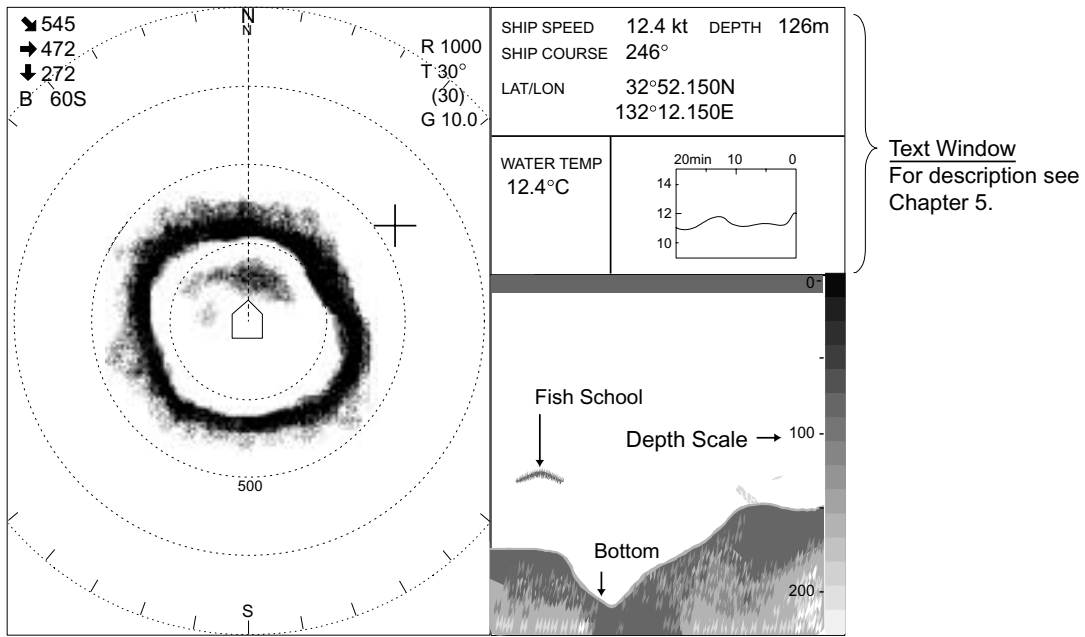 545
472
272
B 60S
N
N
R 1000
T 30°
(30)
G 10.0
500
S
SHIP SPEED 12.4 kt DEPTH 126m
SHIP COURSE 246°
LAT/LON 32°52.150N
132°12.150E
WATER TEMP
12.4°C
20min 10 0
14
12
10
Text Window
For description see
Chapter 5.
0
Fish School
Depth Scale
100
Bottom
200